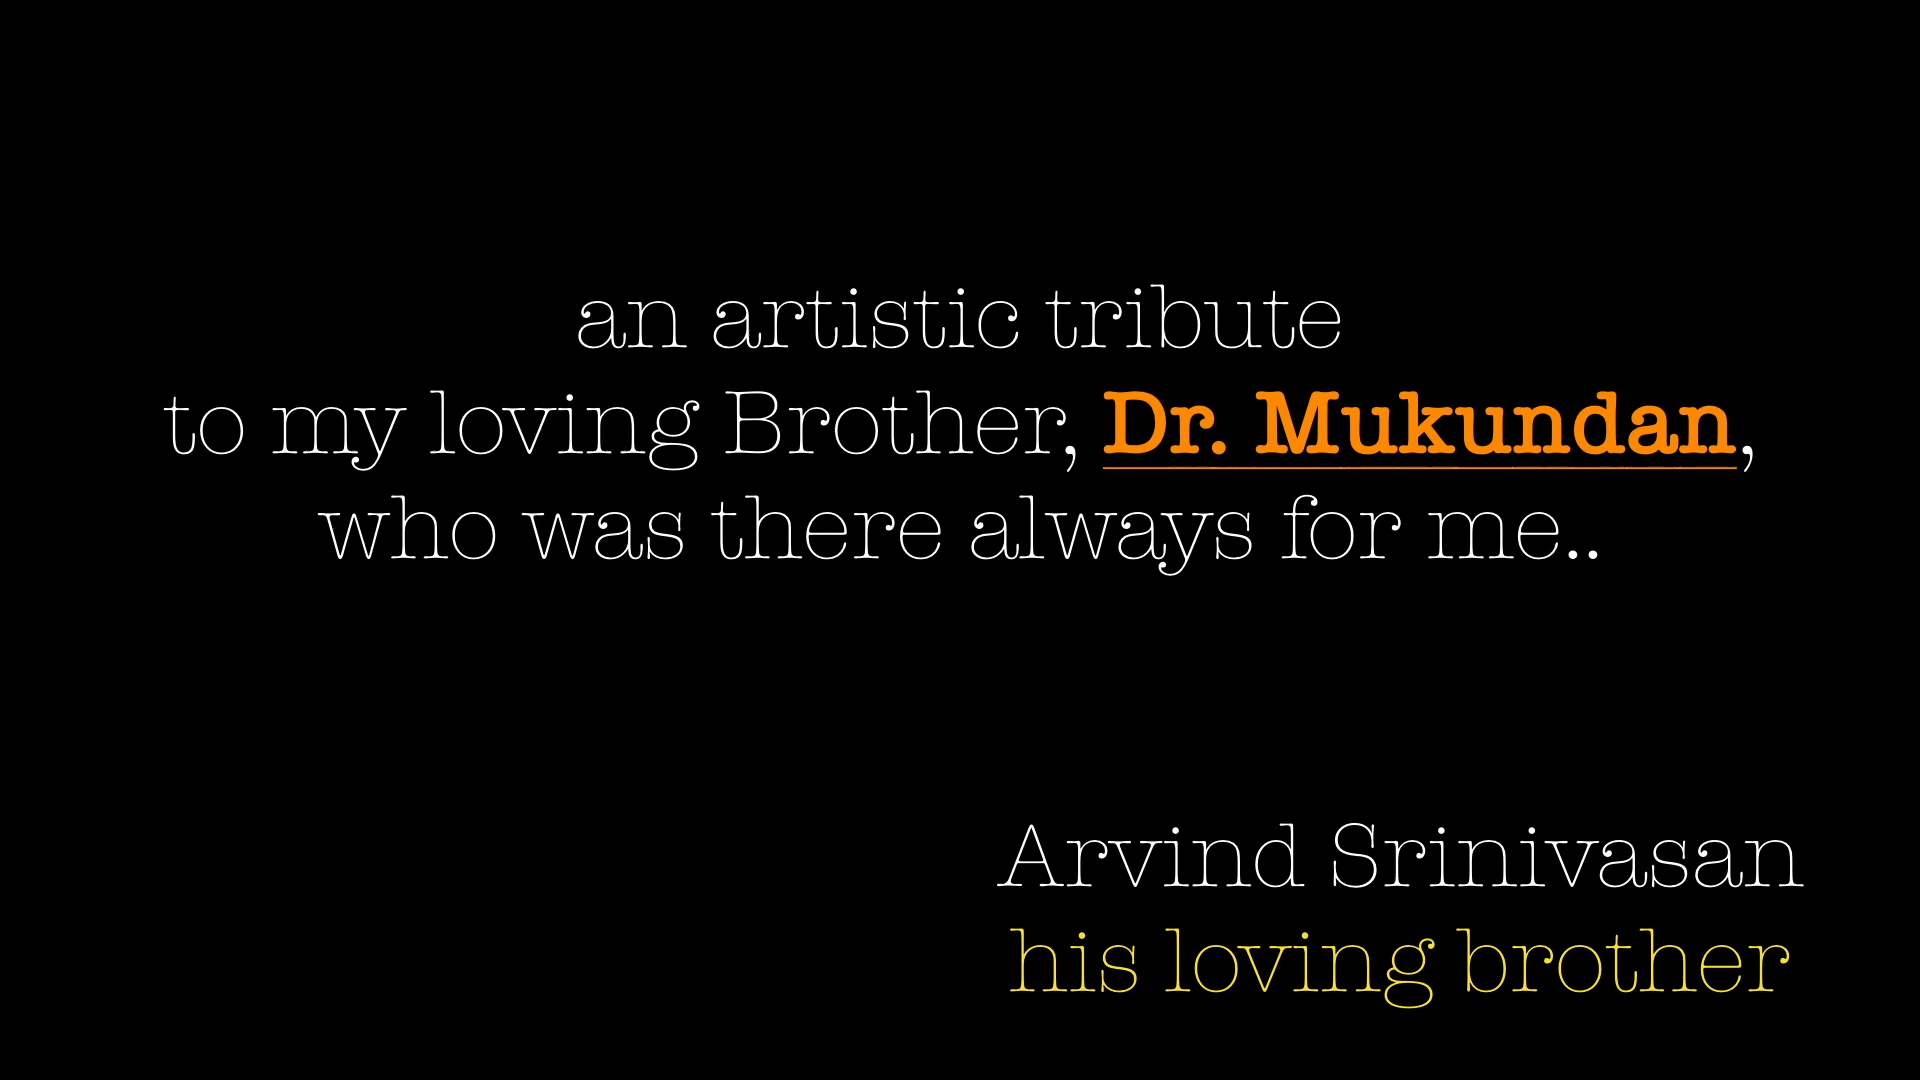 an artistic tribute
to my loving Brother, Dr. Mukundan,
who was there always for me..
Arvind Srinivasan
his loving brother